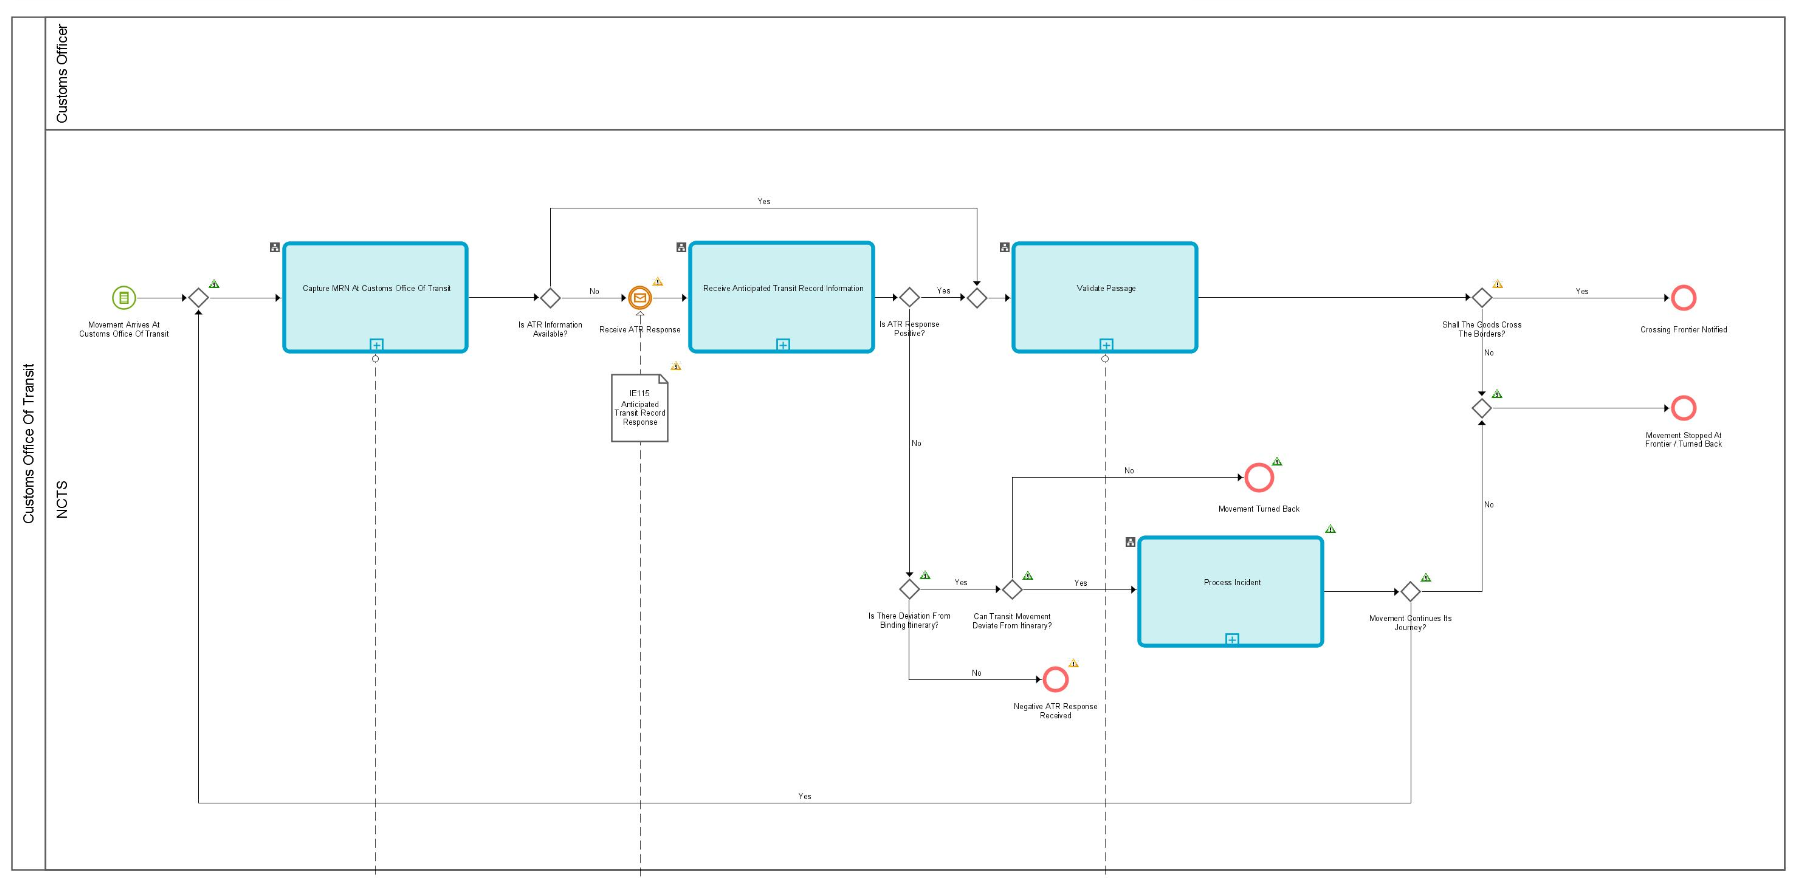 Customs Officer
Customs Office Of Transit
NCTS
Yes
Capture MRN At Customs Office Of Transit
Receive Anticipated Transit Record Information
Validate Passage
No
Yes
Yes
Movement Arrives At
Customs Office Of Transit
Is ATR Information
Available?
Receive ATR Response
Is ATR Response
Positive?
Shall The Goods Cross
The Borders?
Crossing Frontier Notified
No
IE115
Anticipated
Transit Record
Response
Movement Stopped At
Frontier / Turned Back
No
No
Movement Turned Back
No
Process Incident
Yes
Yes
Is There Deviation From
Binding Itinerary?
Can Transit Movement
Deviate From Itinerary?
Movement Continues Its
Journey?
No
Negative ATR Response
Received
Yes